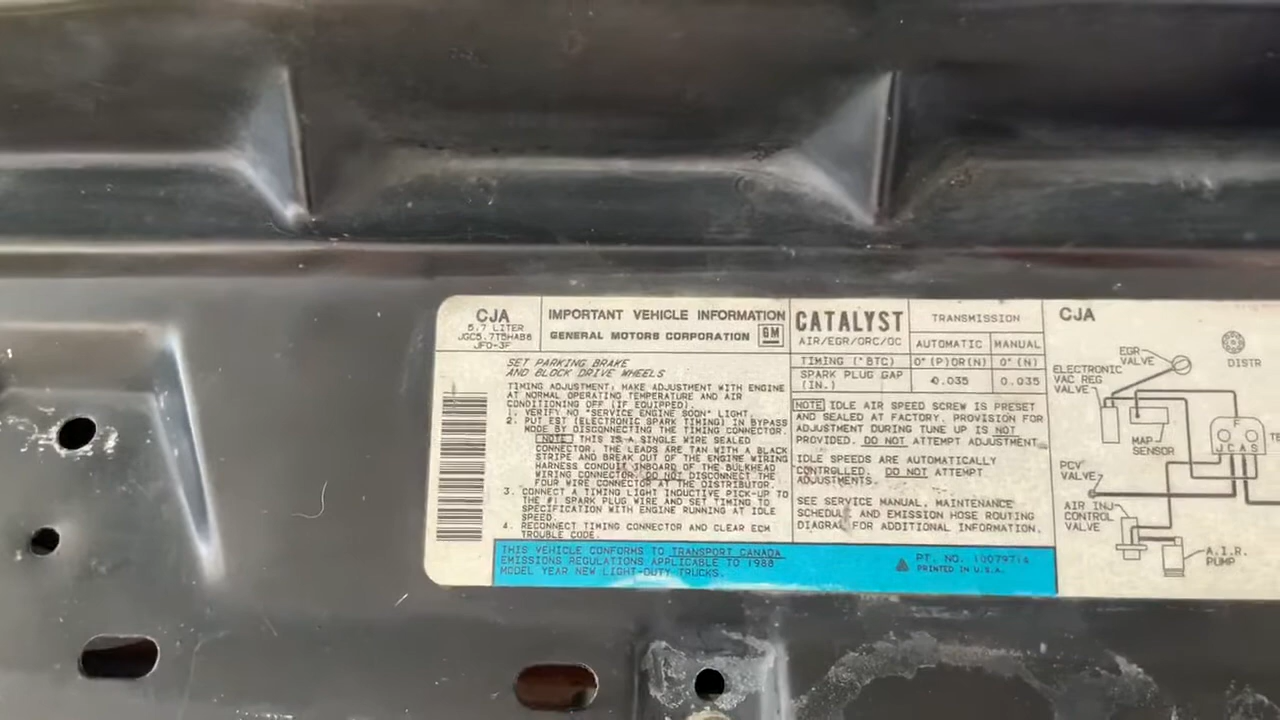 CJA
5.7 LITER
JGC5.7T5HAB6
JFO-3F
IMPORTANT VEHICLE INFORMATION
GENERAL MOTORS CORPORATION GM
SET PARKING BRAKE
AND BLOCK DRIVE WHEELS
TIMING ADJUSTMENT: MAKE ADJUSTMENT WITH ENGINE
AT NORMAL OPERATING TEMPERATURE AND AIR
CONDITIONING OFF (IF EQUIPPED).
1. VERIFY NO "SERVICE ENGINE SOON" LIGHT.
2. PUT EST (ELECTRONIC SPARK TIMING) IN BYPASS
MODE BY DISCONNECTING THE TIMING CONNECTOR.
NOTE THIS IS A SINGLE WIRE SEALED
CONNECTOR. THE LEADS ARE TAN WITH A BLACK
STRIPE AND BREAK OUT OF THE ENGINE WIRING
HARNESS CONDUIT INBOARD OF THE BULKHEAD
WIRING CONNECTOR. DO NOT DISCONNECT THE
FOUR WIRE CONNECTOR AT THE DISTRIBUTOR.
3. CONNECT A TIMING LIGHT INDUCTIVE PICK-UP TO
THE #1 SPARK PLUG WIRE AND SET TIMING TO
SPECIFICATION WITH ENGINE RUNNING AT IDLE
SPEED.
4. RECONNECT TIMING CONNECTOR AND CLEAR ECM
TROUBLE CODE.
THIS VEHICLE CONFORMS TO TRANSPORT CANADA
EMISSIONS REGULATIONS APPLICABLE TO 1988
MODEL YEAR NEW LIGHT-DUTY TRUCKS.
PT. NO. 14079714
PRINTED IN U.S.A.
CATALYST
AIR/EGR/ORC/OC
TRANSMISSION
AUTOMATIC MANUAL
TIMING (°BTC) 0° (P)OR(N) 0° (N)
SPARK PLUG GAP
(IN.) 0.035 0.035
NOTE IDLE AIR SPEED SCREW IS PRESET
AND SEALED AT FACTORY. PROVISION FOR
ADJUSTMENT DURING TUNE UP IS NOT
PROVIDED. DO NOT ATTEMPT ADJUSTMENT.
IDLE SPEEDS ARE AUTOMATICALLY
CONTROLLED. DO NOT ATTEMPT
ADJUSTMENTS.
SEE SERVICE MANUAL, MAINTENANCE
SCHEDULE AND EMISSION HOSE ROUTING
DIAGRAM FOR ADDITIONAL INFORMATION.
CJA
EGR
VALVE
DISTR
ELECTRONIC
VAC REG
VALVE
MAP
SENSOR
F
J C A S
PCV
VALVE
AIR INJ
CONTROL
VALVE
A.I.R.
PUMP